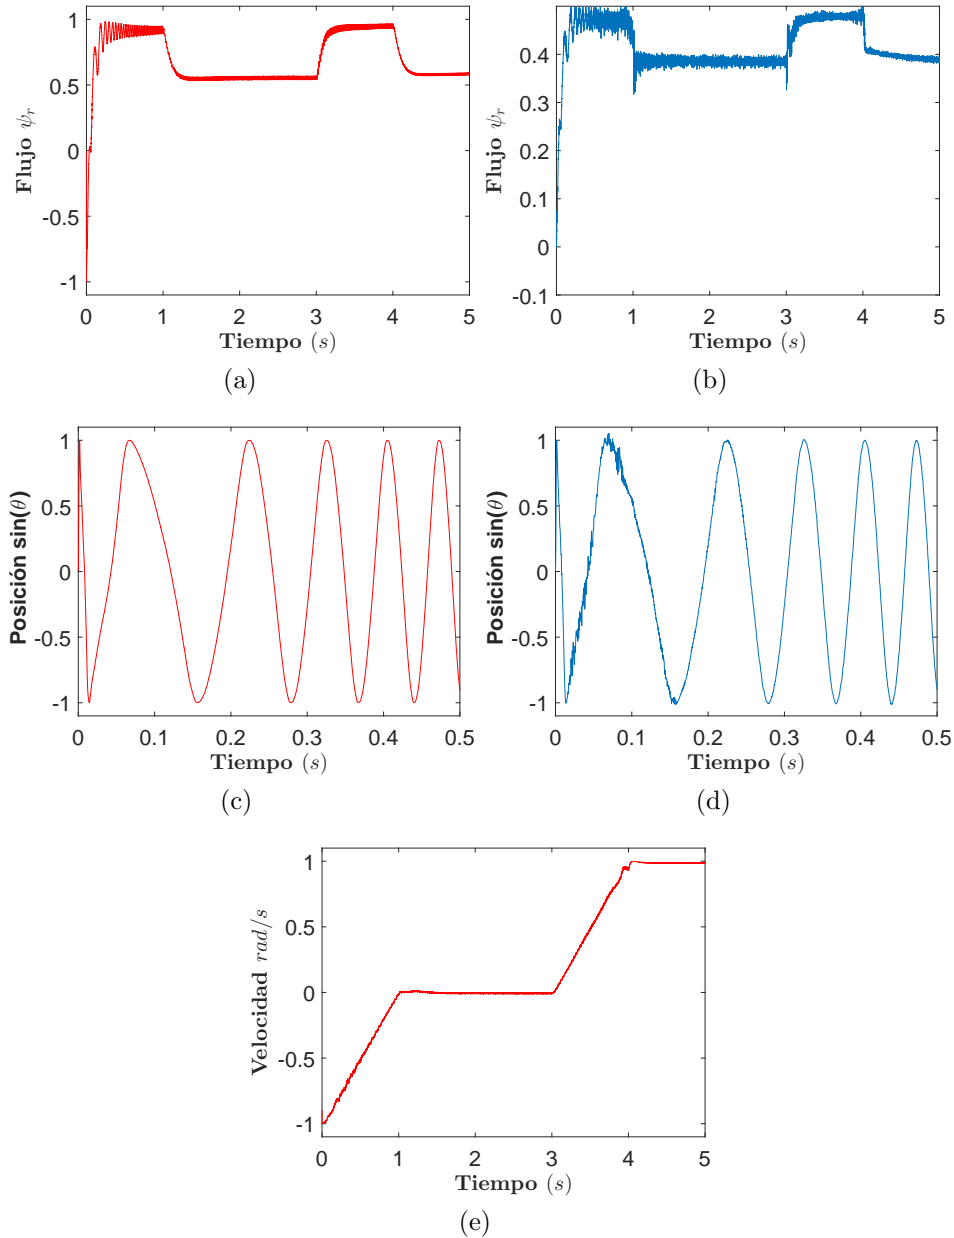 1
0.5
0
-0.5
-1
Flujo ψr
0 1 2 3 4 5
Tiempo (s)
(a)
0.4
0.3
0.2
0.1
0
-0.1
Flujo ψr
0 1 2 3 4 5
Tiempo (s)
(b)
1
0.5
0
-0.5
-1
Posición sin(θ)
0 0.1 0.2 0.3 0.4 0.5
Tiempo (s)
(c)
1
0.5
0
-0.5
-1
Posición sin(θ)
0 0.1 0.2 0.3 0.4 0.5
Tiempo (s)
(d)
1
0.5
0
-0.5
-1
Velocidad rad/s
0 1 2 3 4 5
Tiempo (s)
(e)